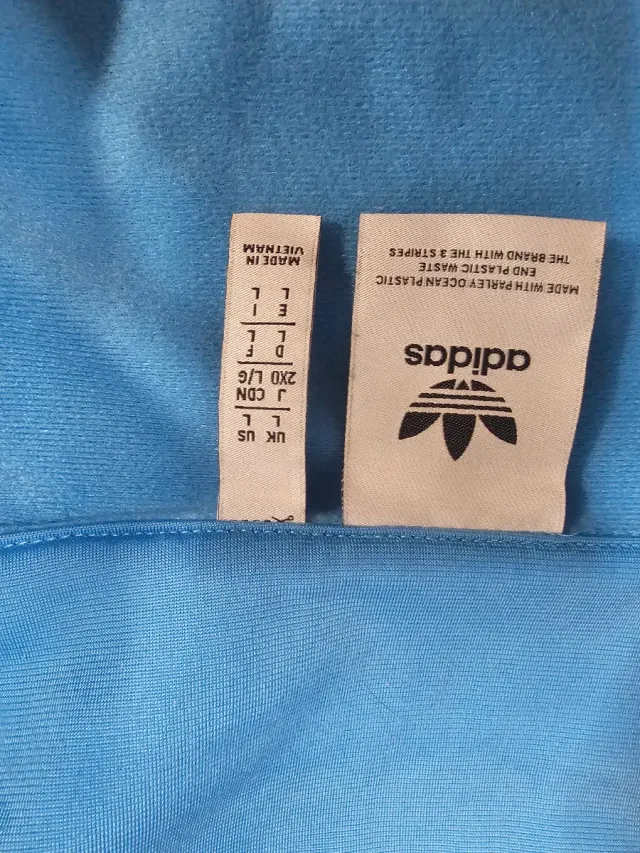 adidas
MADE WITH PARLEY OCEAN PLASTIC
END PLASTIC WASTE
THE BRAND WITH THE 3 STRIPES
UK US
L L
J CDN
2XO L/G
D F
L L
E I
L L
MADE IN
VIETNAM